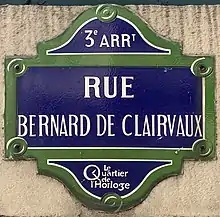 3e ARRT
RUE
BERNARD DE CLAIRVAUX
Le
Quartier
de
l'Horloge